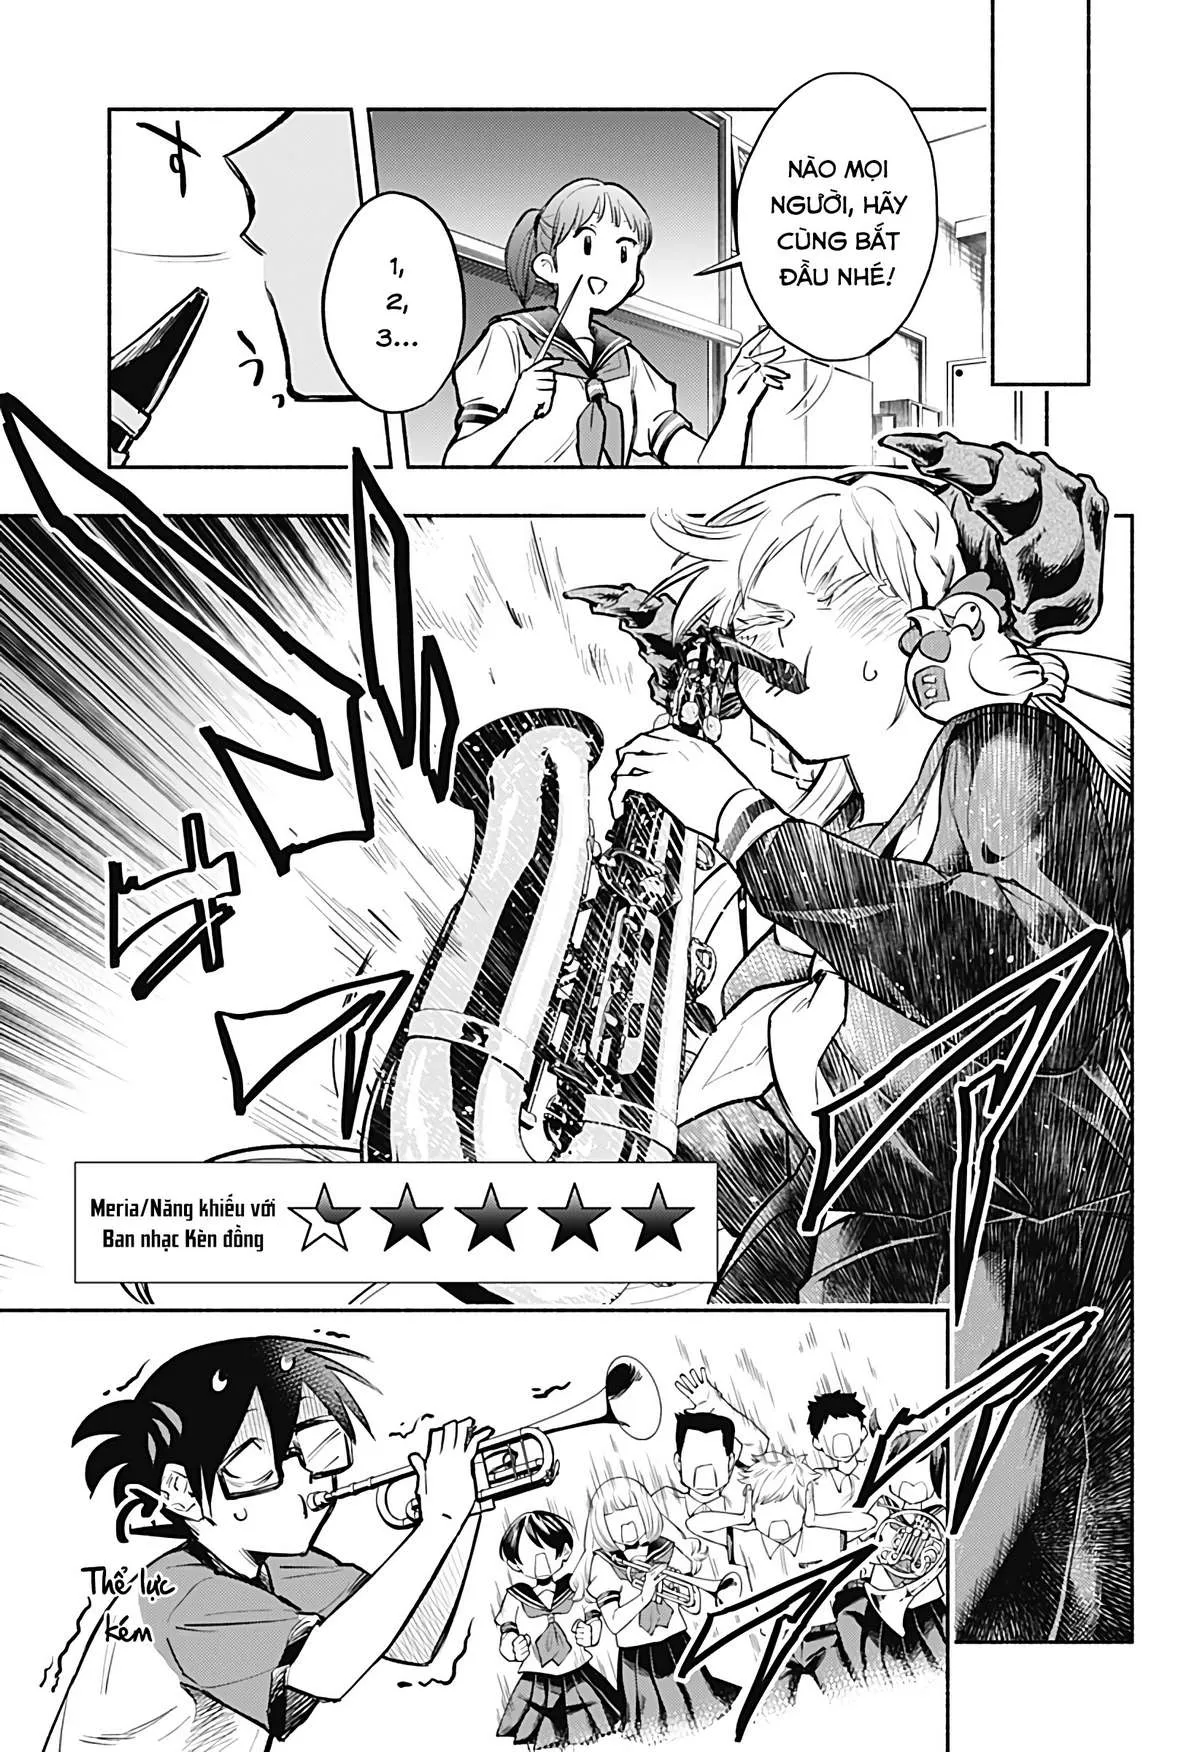 NÀO MỌI
NGƯỜI, HÃY
CÙNG BẮT
ĐẦU NHÉ!
1,
2,
3...
す
う
ギ
Meria/Năng khiếu với
Ban nhạc Kèn đồng
Thể lực
kém